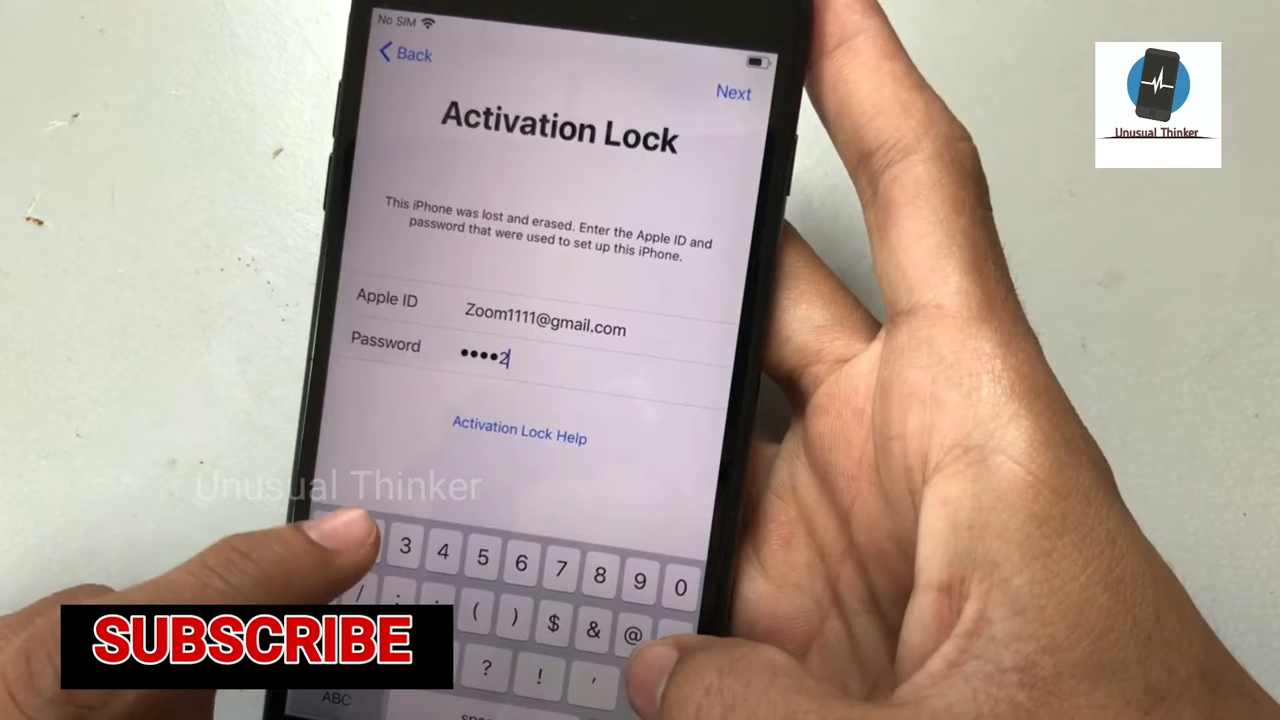 No SIM
Back
Next
Unusual Thinker
Activation Lock
This iPhone was lost and erased. Enter the Apple ID and
password that were used to set up this iPhone.
Apple ID Zoom1111@gmail.com
Password ••••2
Activation Lock Help
Unusual Thinker
3 4 5 6 7 8 9 0
/ : ; ( ) $ & @
? ! '
SUBSCRIBE
ABC